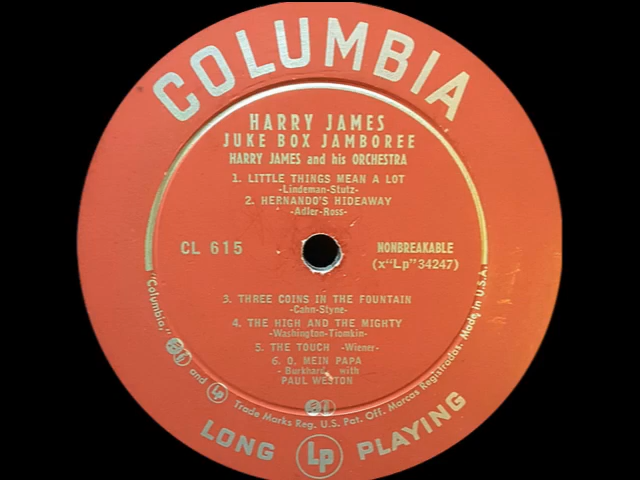 COLUMBIA
HARRY JAMES
JUKE BOX JAMBOREE
HARRY JAMES and his ORCHESTRA
1. LITTLE THINGS MEAN A LOT
-Lindeman-Stutz-
2. HERNANDO'S HIDEAWAY
-Adler-Ross-
CL 615
NONBREAKABLE
(x"Lp"34247)
3. THREE COINS IN THE FOUNTAIN
-Cahn-Styne-
4. THE HIGH AND THE MIGHTY
-Washington-Tiomkin-
5. THE TOUCH -Wiener-
6. O, MEIN PAPA
-Burkhard- with
PAUL WESTON
"Columbia," and Lp Trade Marks Reg. U.S. Pat. Off. Marcas Registradas. Made in U.S.A.
LONG Lp PLAYING